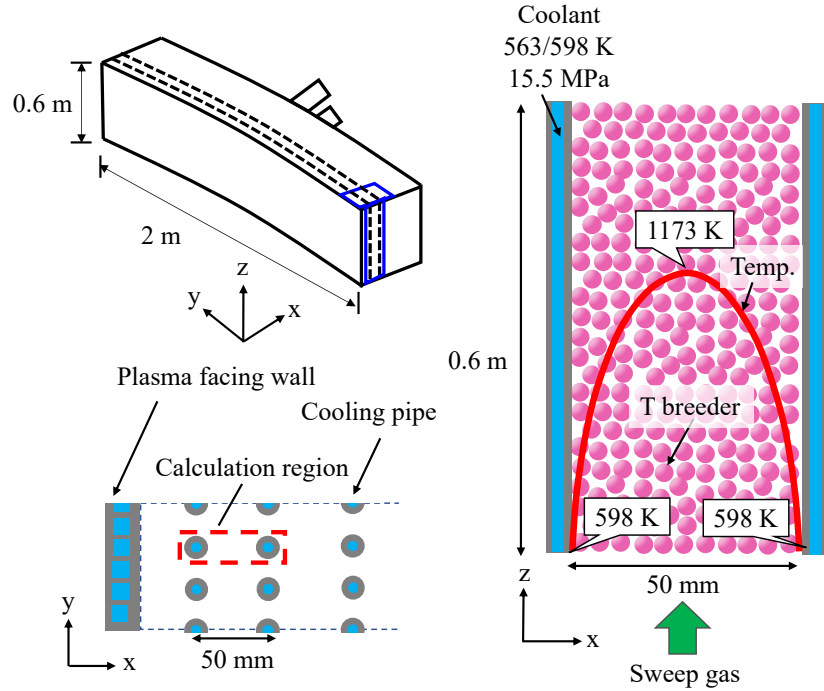 0.6 m
2 m
z
y
x
Plasma facing wall
Cooling pipe
Calculation region
y
x
50 mm
Coolant
563/598 K
15.5 MPa
1173 K
Temp.
0.6 m
T breeder
598 K
598 K
50 mm
z
x
Sweep gas